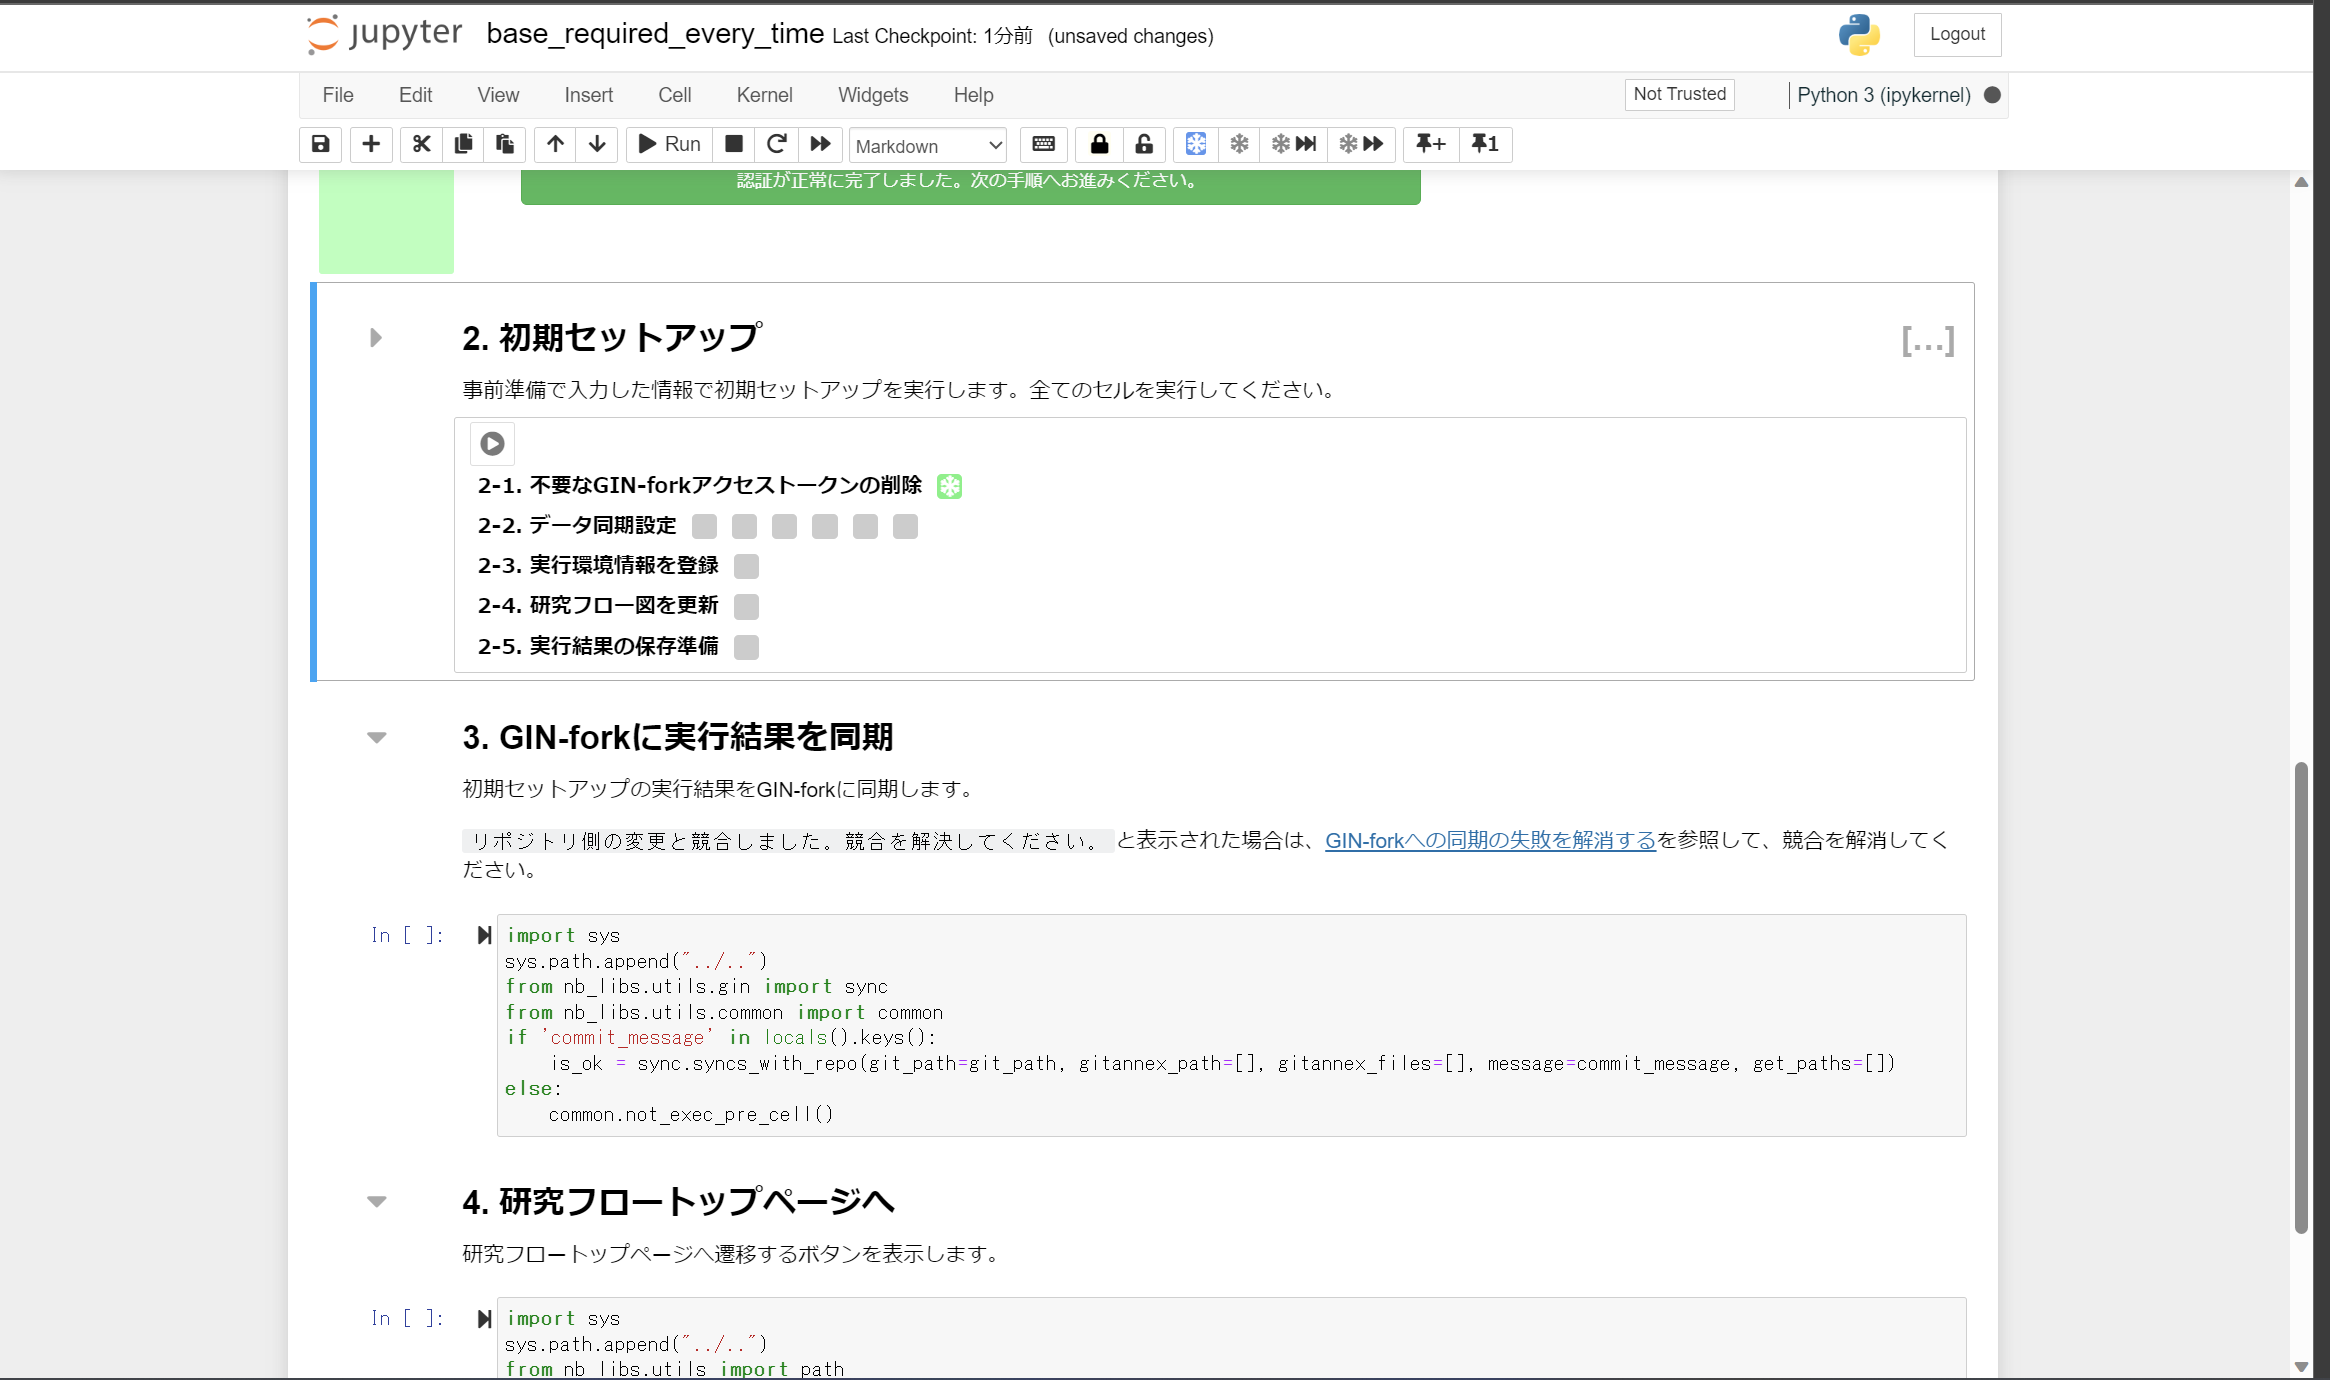 jupyter base_required_every_time Last Checkpoint: 1分前 (unsaved changes)
Logout
File Edit View Insert Cell Kernel Widgets Help
Not Trusted
Python 3 (ipykernel)
Run
Markdown
+
1
認証が正常に完了しました。次の手順へお進みください。
2. 初期セットアップ
[...]
事前準備で入力した情報で初期セットアップを実行します。全てのセルを実行してください。
2-1. 不要なGIN-forkアクセストークンの削除
2-2. データ同期設定
2-3. 実行環境情報を登録
2-4. 研究フロー図を更新
2-5. 実行結果の保存準備
3. GIN-forkに実行結果を同期
初期セットアップの実行結果をGIN-forkに同期します。
リポジトリ側の変更と競合しました。競合を解決してください。 と表示された場合は、GIN-forkへの同期の失敗を解消するを参照して、競合を解消してく
ださい。
In [ ]:
import sys
sys.path.append("../..")
from nb_libs.utils.gin import sync
from nb_libs.utils.common import common
if 'commit_message' in locals().keys():
    is_ok = sync.syncs_with_repo(git_path=git_path, gitannex_path=[], gitannex_files=[], message=commit_message, get_paths=[])
else:
    common.not_exec_pre_cell()
4. 研究フロートップページへ
研究フロートップページへ遷移するボタンを表示します。
In [ ]:
import sys
sys.path.append("../..")
from nb_libs.utils import path